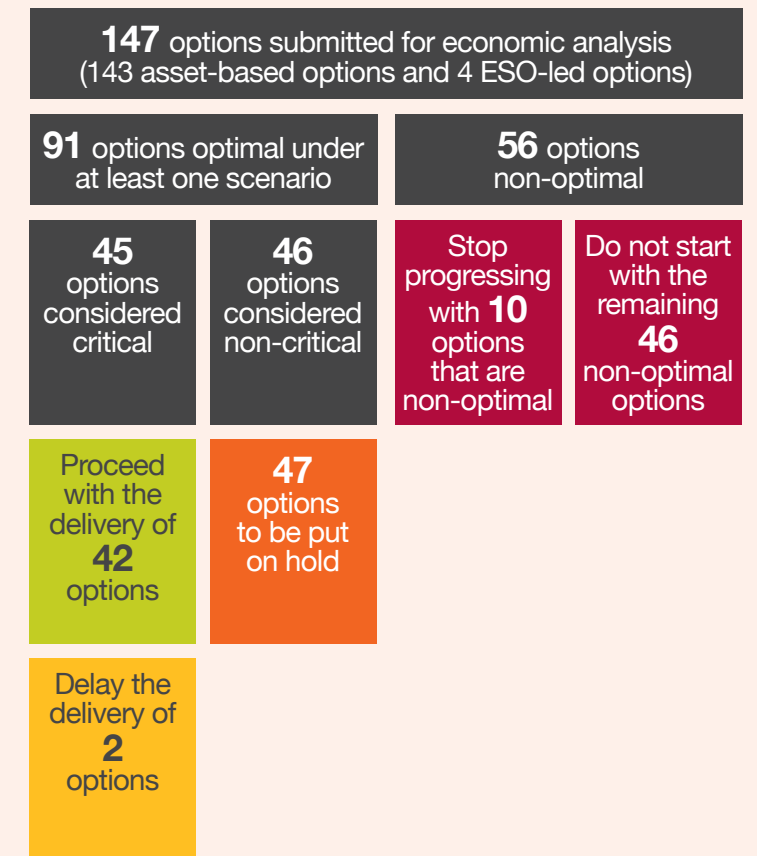 147 options submitted for economic analysis
(143 asset-based options and 4 ESO-led options)
91 options optimal under
at least one scenario
56 options
non-optimal
45
options
considered
critical
46
options
considered
non-critical
Stop
progressing
with 10
options
that are
non-optimal
Do not start
with the
remaining
46
non-optimal
options
Proceed
with the
delivery of
42
options
47
options
to be put
on hold
Delay the
delivery of
2
options